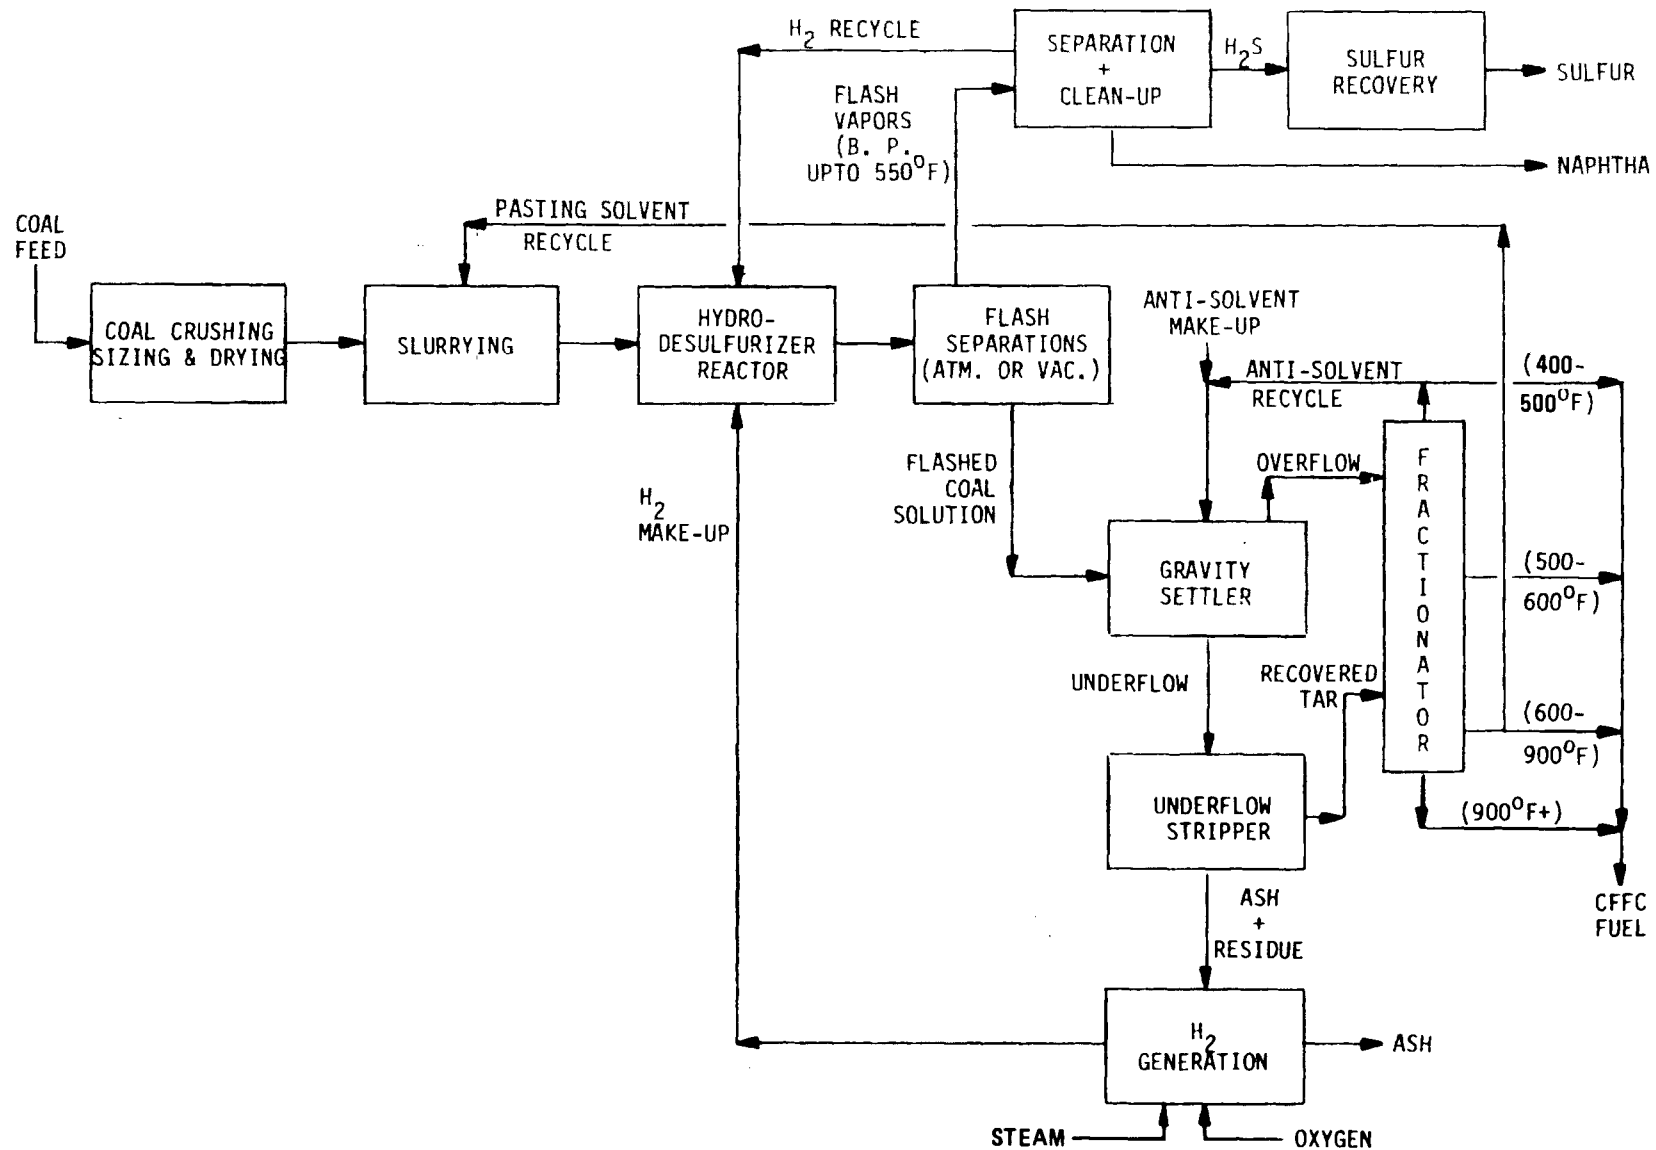 H2 RECYCLE
SEPARATION
+
CLEAN-UP
H2S
SULFUR
RECOVERY
SULFUR
FLASH
VAPORS
(B. P.
UPTO 550°F)
NAPHTHA
COAL
FEED
PASTING SOLVENT
RECYCLE
COAL CRUSHING
SIZING & DRYING
SLURRYING
HYDRO-
DESULFURIZER
REACTOR
FLASH
SEPARATIONS
(ATM. OR VAC.)
ANTI-SOLVENT
MAKE-UP
ANTI-SOLVENT
RECYCLE
(400-
500°F)
FLASHED
COAL
SOLUTION
OVERFLOW
FRACTIONATOR
H2
MAKE-UP
GRAVITY
SETTLER
(500-
600°F)
UNDERFLOW
RECOVERED
TAR
(600-
900°F)
UNDERFLOW
STRIPPER
(900°F+)
ASH
+
RESIDUE
CFFC
FUEL
H2
GENERATION
ASH
STEAM
OXYGEN